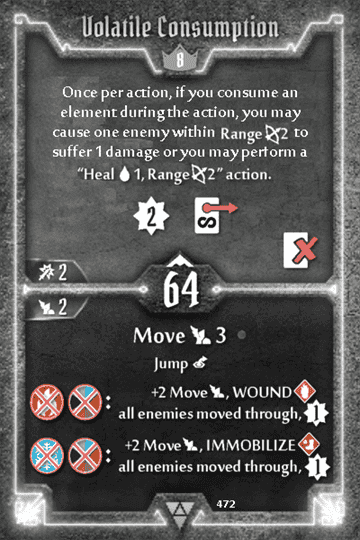 Volatile Consumption
8
Once per action, if you consume an
element during the action, you may
cause one enemy within Range 2 to
suffer 1 damage or you may perform a
“Heal 1, Range 2” action.
2
S
2
64
2
Move 3
Jump
: +2 Move, WOUND
all enemies moved through, 1
: +2 Move, IMMOBILIZE
all enemies moved through, 1
472